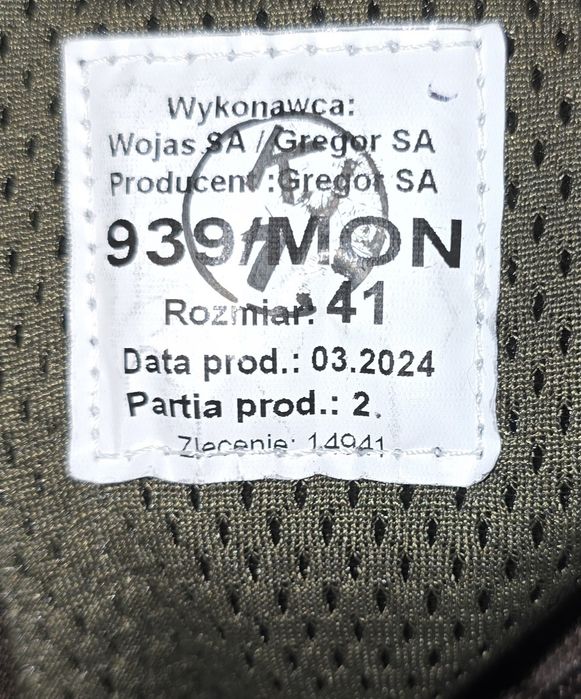 Wykonawca:
Wojas SA / Gregor SA
Producent :Gregor SA
939/MON
Rozmiar: 41
Data prod.: 03.2024
Partia prod.: 2.
Zlecenie: 14941